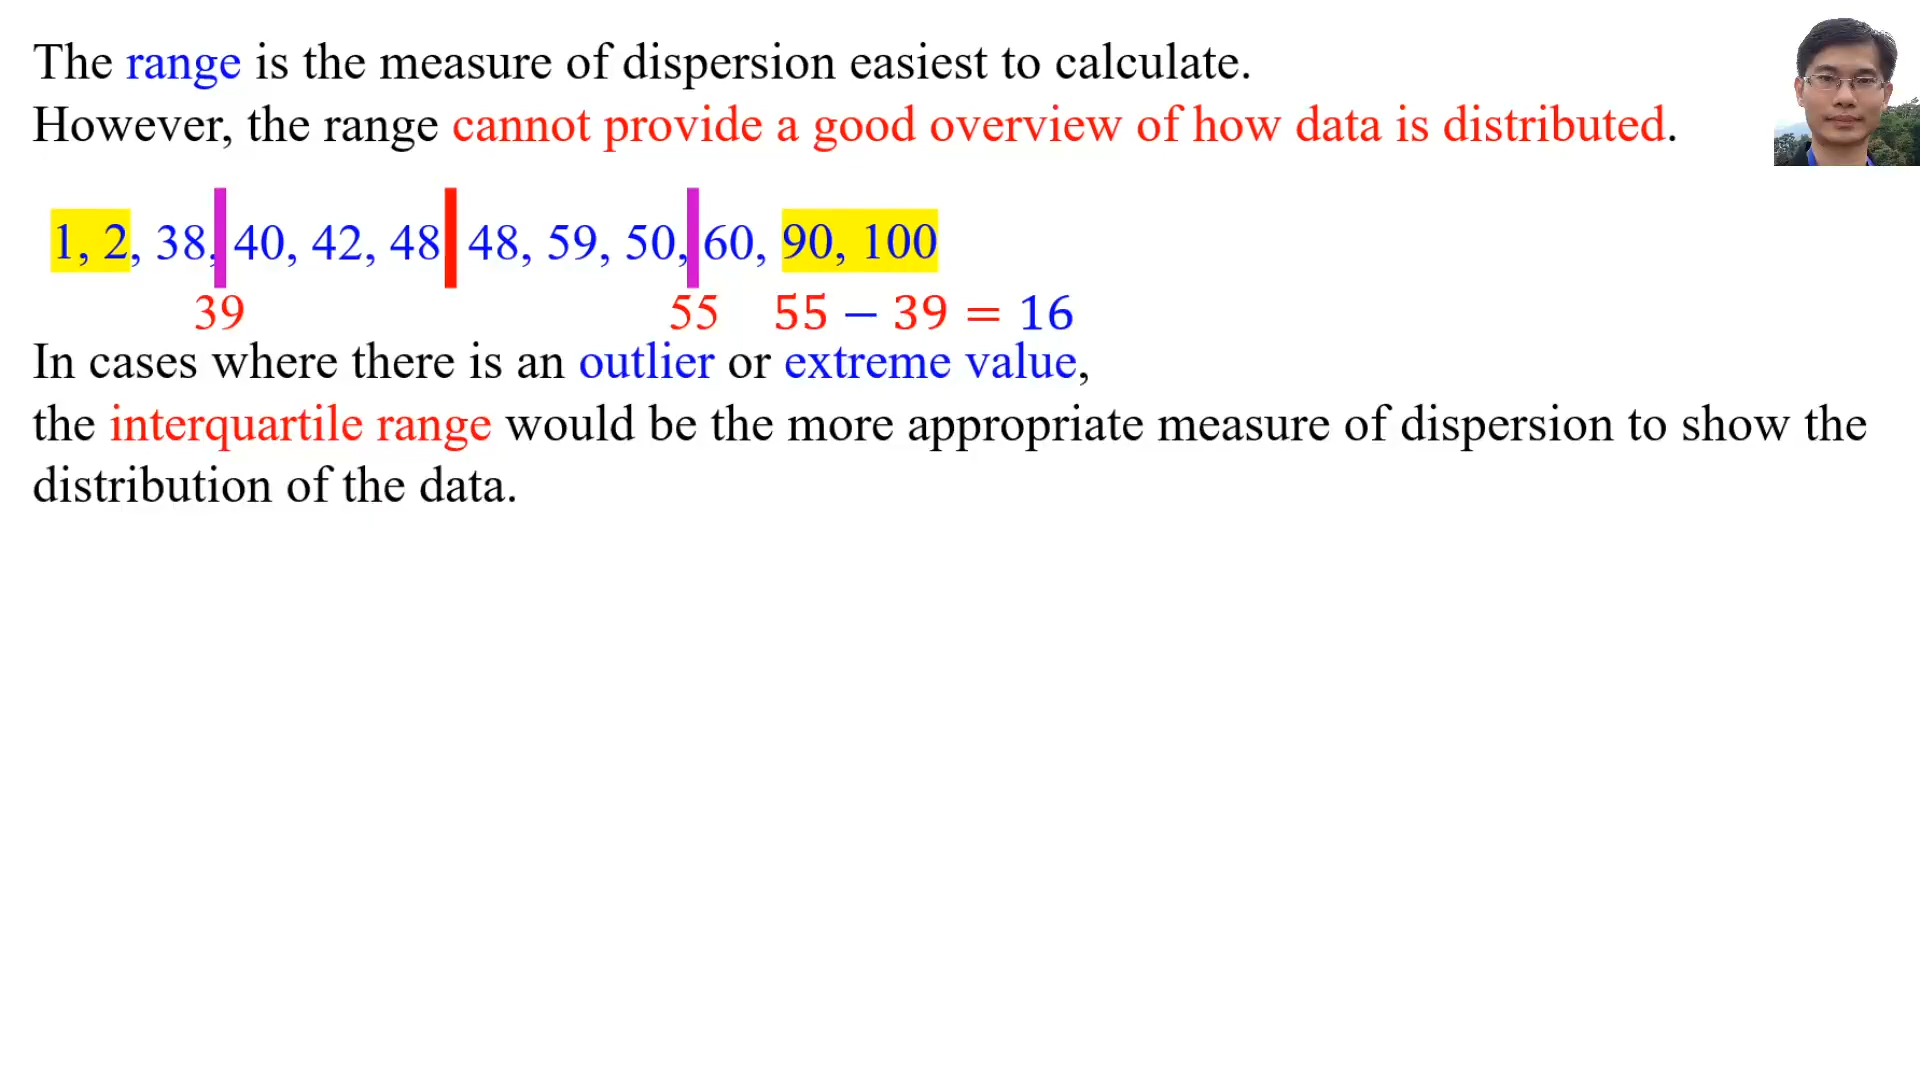 The range is the measure of dispersion easiest to calculate.
However, the range cannot provide a good overview of how data is distributed.
1, 2, 38, 40, 42, 48 48, 59, 50, 60, 90, 100
39 55 55 − 39 = 16
In cases where there is an outlier or extreme value,
the interquartile range would be the more appropriate measure of dispersion to show the
distribution of the data.